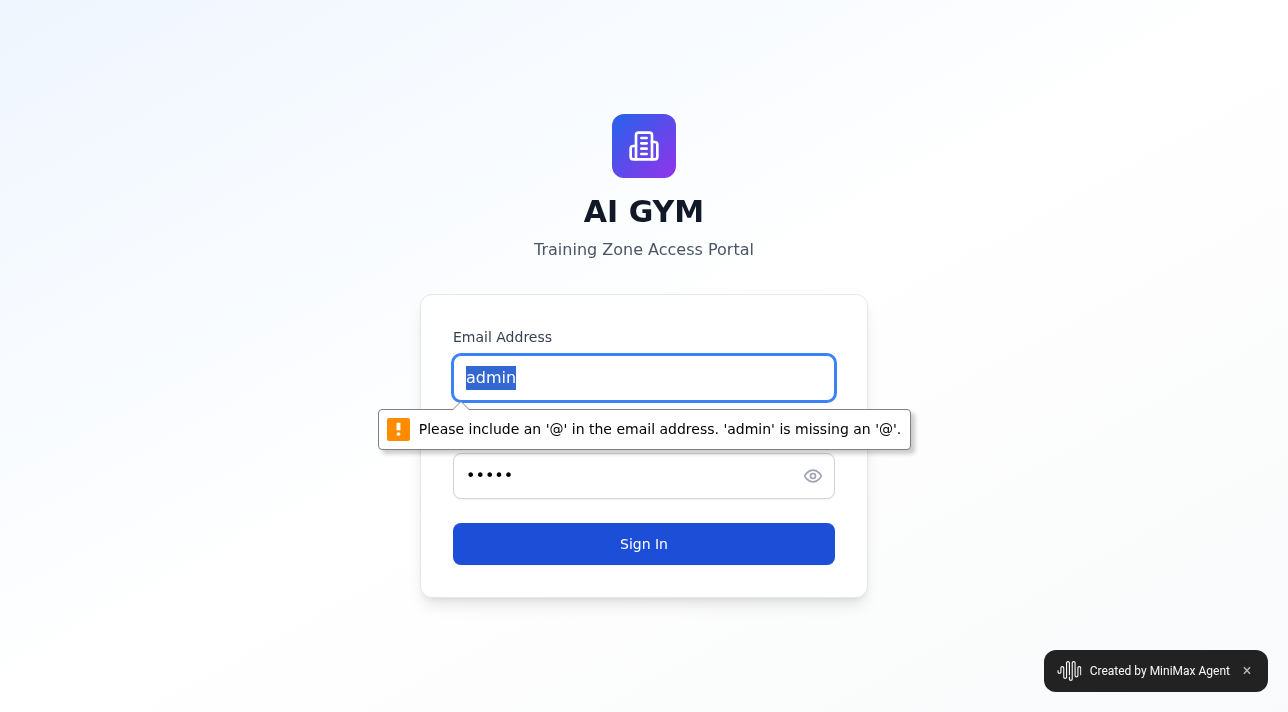 AI GYM
Training Zone Access Portal
Email Address
admin
Please include an '@' in the email address. 'admin' is missing an '@'.
•••••
Sign In
Created by MiniMax Agent ×